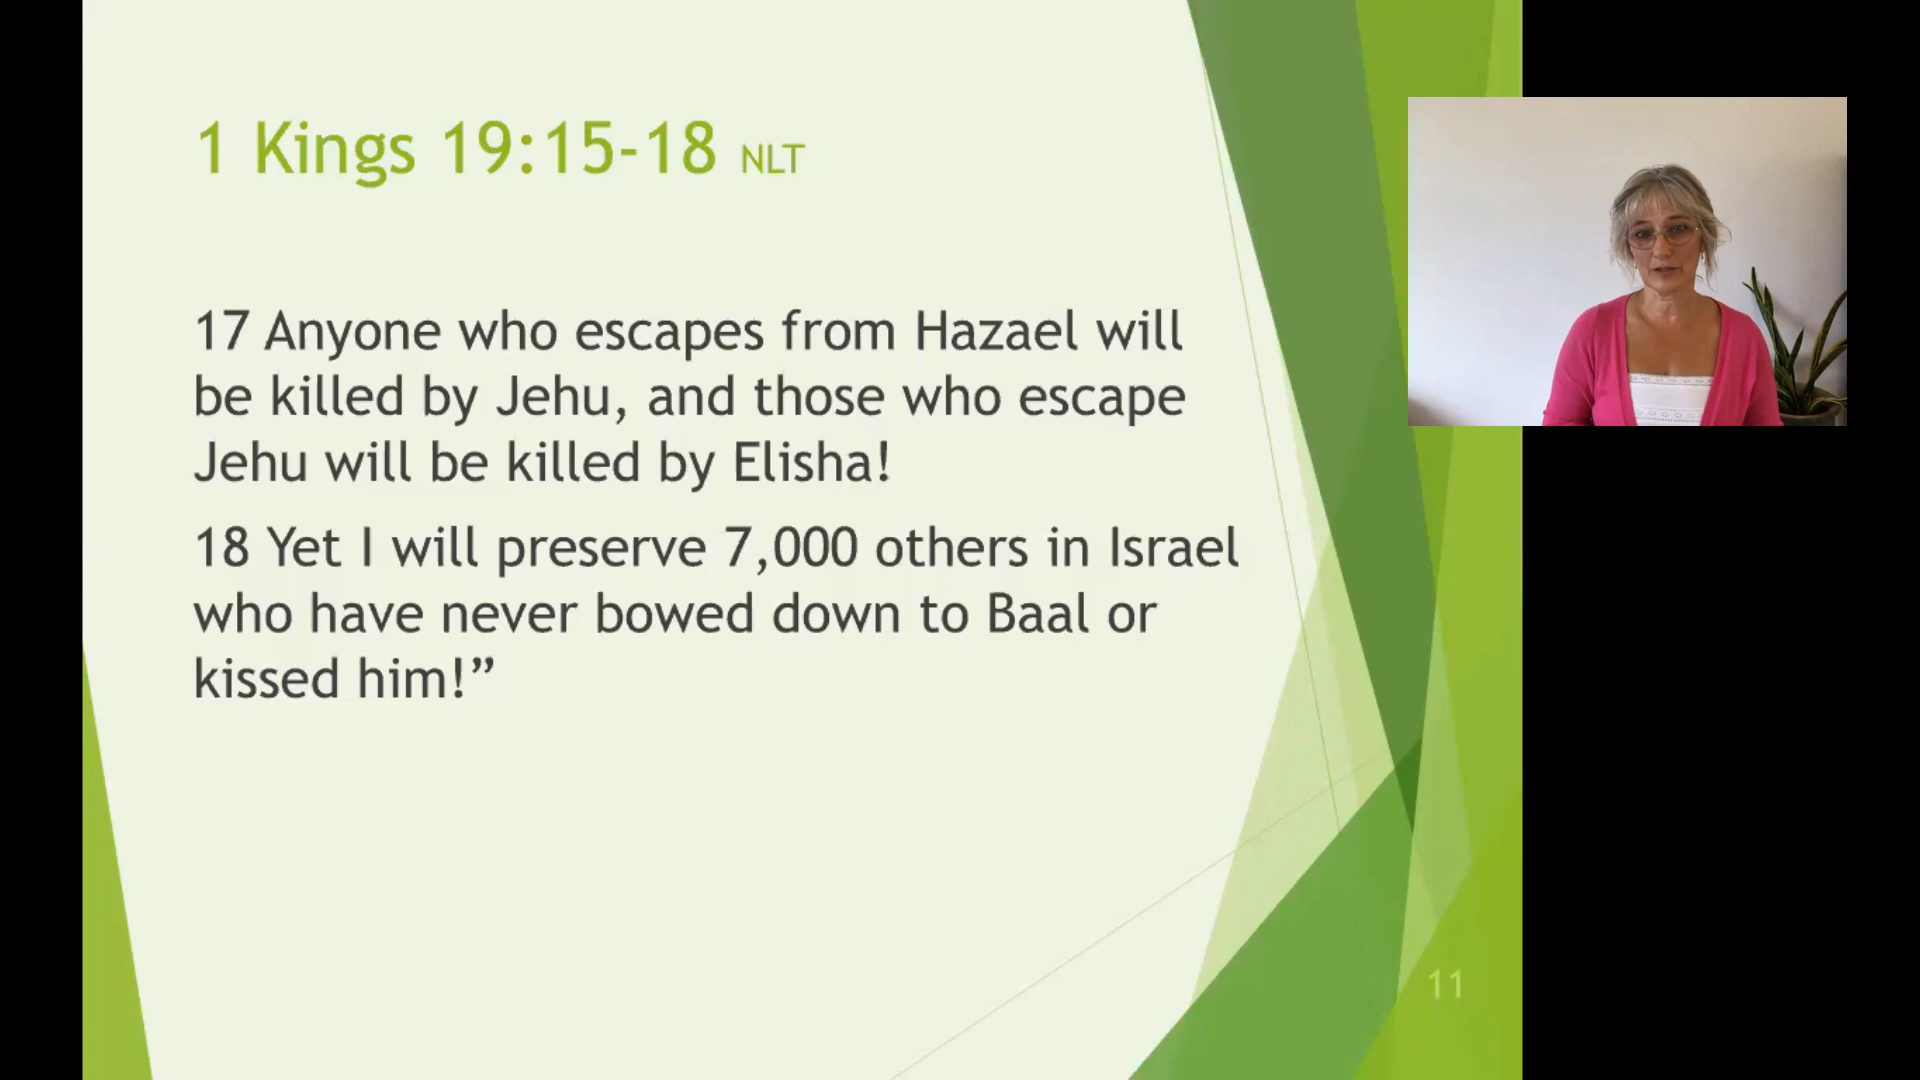 1 Kings 19:15-18 NLT
17 Anyone who escapes from Hazael will
be killed by Jehu, and those who escape
Jehu will be killed by Elisha!
18 Yet I will preserve 7,000 others in Israel
who have never bowed down to Baal or
kissed him!”
11